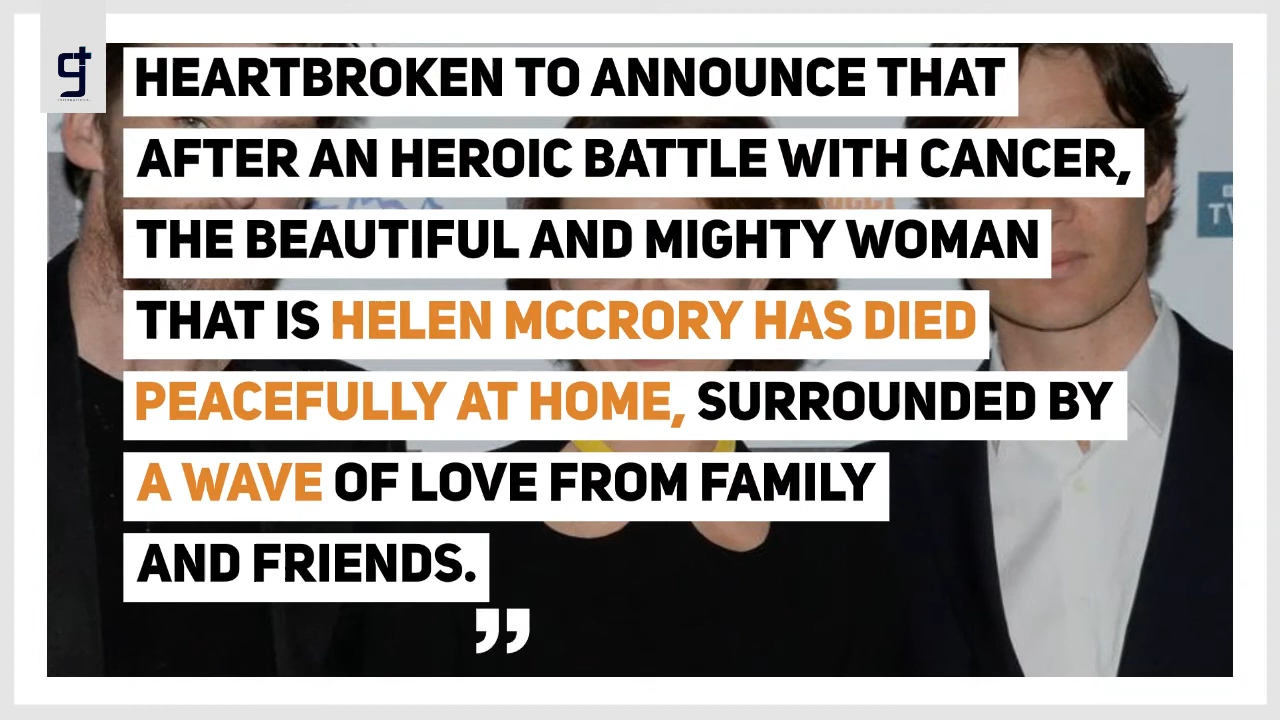 HEARTBROKEN TO ANNOUNCE THAT
AFTER AN HEROIC BATTLE WITH CANCER,
THE BEAUTIFUL AND MIGHTY WOMAN
THAT IS HELEN MCCRORY HAS DIED
PEACEFULLY AT HOME, SURROUNDED BY
A WAVE OF LOVE FROM FAMILY
AND FRIENDS.
”